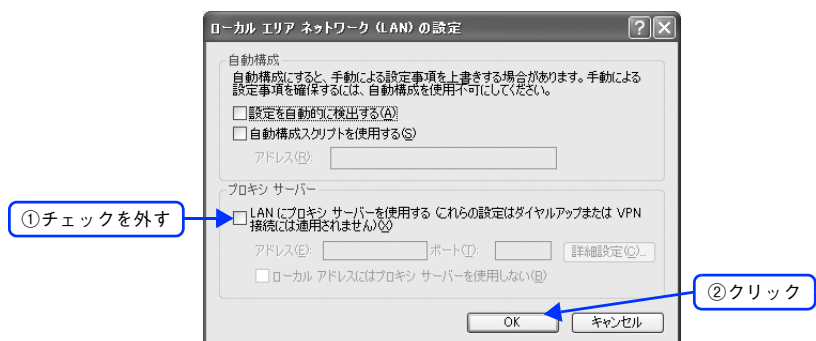 ローカル エリア ネットワーク (LAN) の設定
自動構成
自動構成にすると、手動による設定事項を上書きする場合があります。手動による
設定事項を確保するには、自動構成を使用不可にしてください。
設定を自動的に検出する(A)
自動構成スクリプトを使用する(S)
アドレス(R):
プロキシ サーバー
①チェックを外す
LAN にプロキシ サーバーを使用する (これらの設定はダイヤルアップまたは VPN
接続には適用されません)(X)
アドレス(E):
ポート(T):
詳細設定(C)...
ローカル アドレスにはプロキシ サーバーを使用しない(B)
②クリック
OK
キャンセル